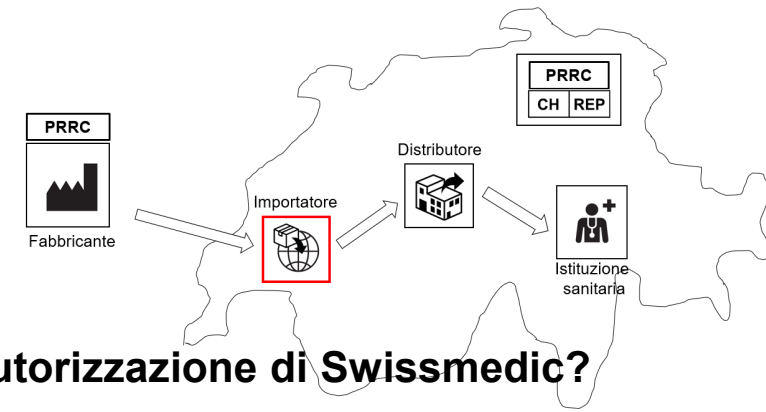 PRRC
CH REP
PRRC
Fabbricante
Importatore
Distributore
Istituzione
sanitaria
utorizzazione di Swissmedic?